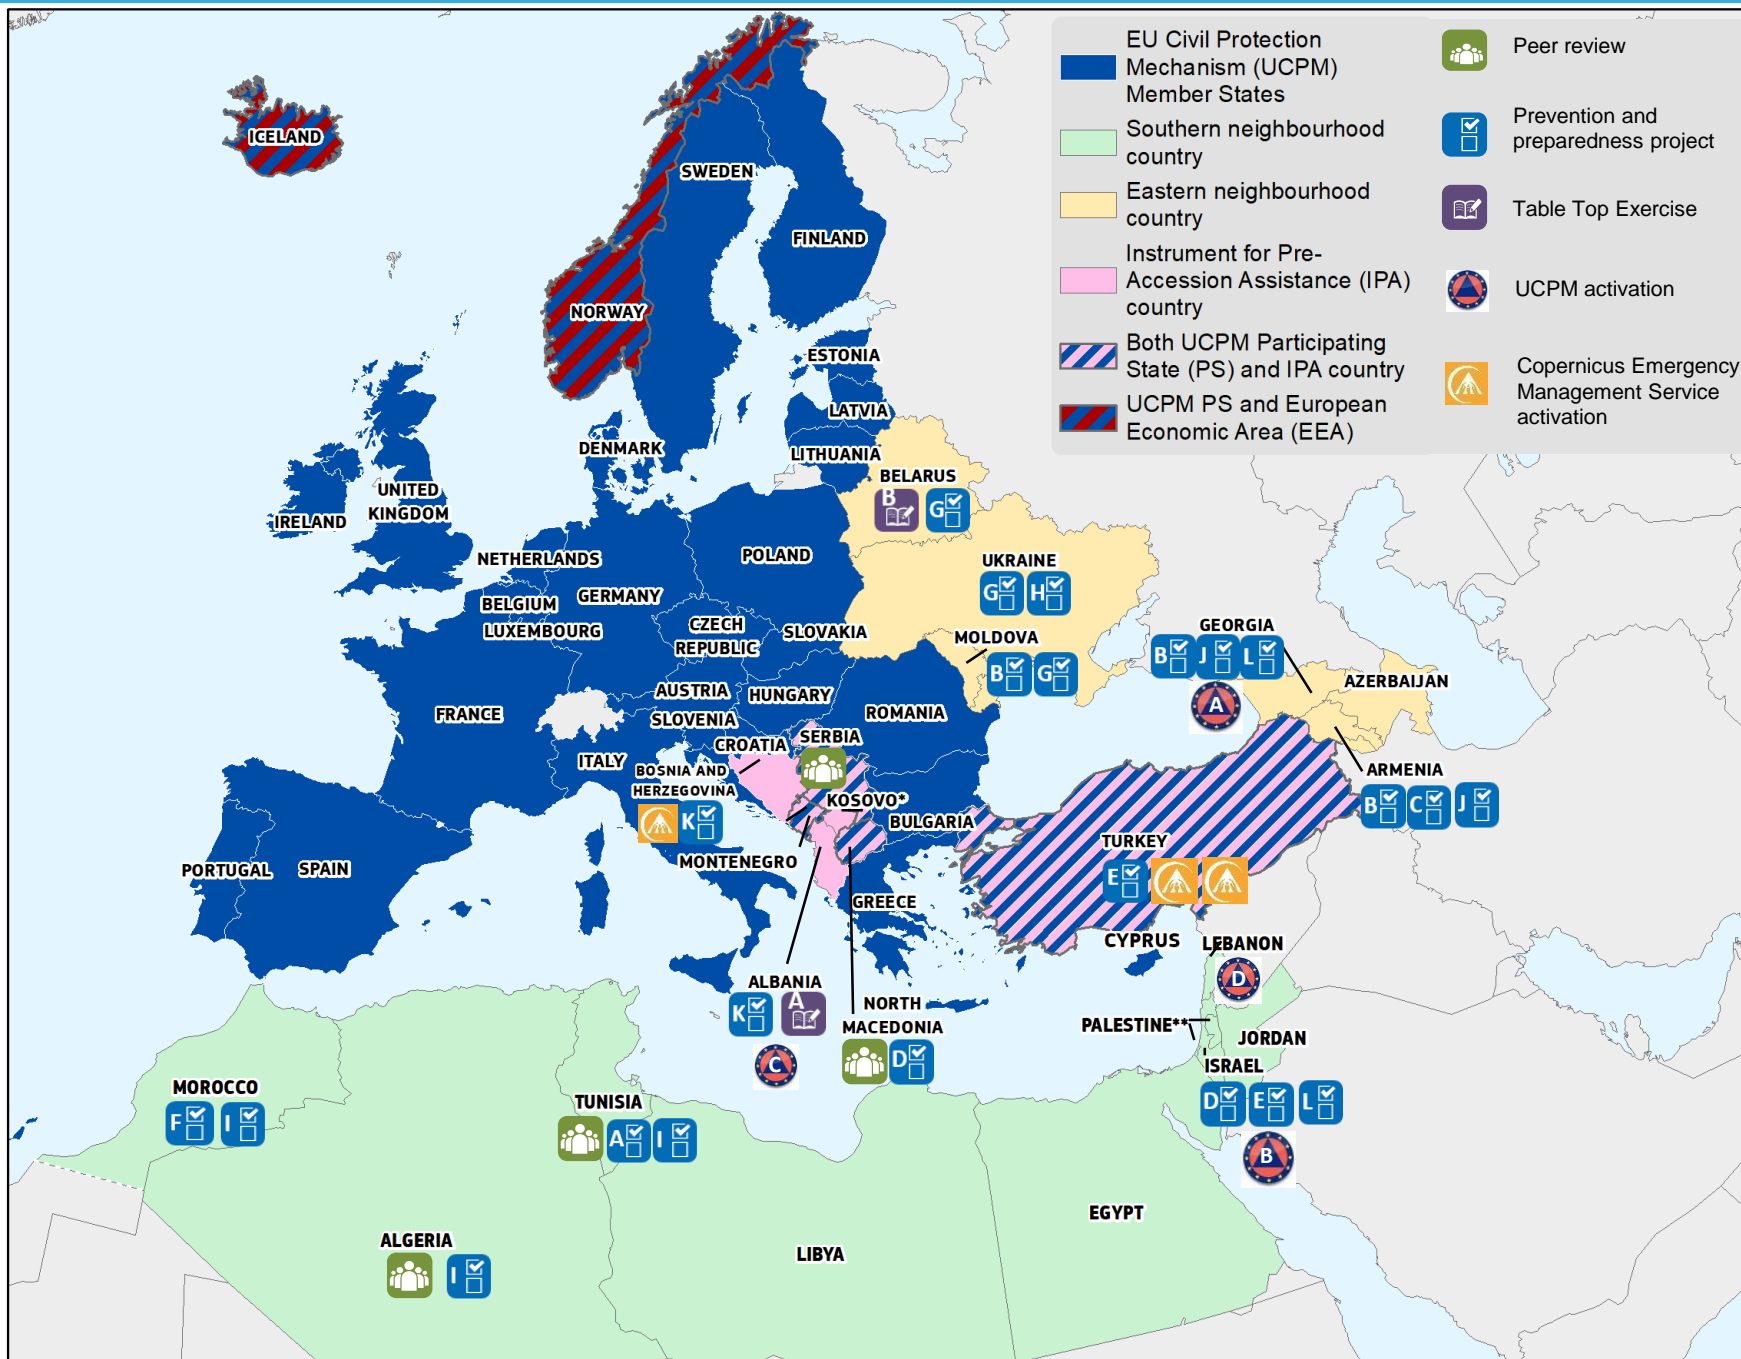 EU Civil Protection
Mechanism (UCPM)
Member States
Southern neighbourhood
country
Eastern neighbourhood
country
Instrument for Pre-
Accession Assistance (IPA)
country
Both UCPM Participating
State (PS) and IPA country
UCPM PS and European
Economic Area (EEA)
Peer review
Prevention and
preparedness project
Table Top Exercise
UCPM activation
Copernicus Emergency
Management Service
activation
ICELAND
SWEDEN
FINLAND
NORWAY
ESTONIA
LATVIA
DENMARK
LITHUANIA
BELARUS
B G
UNITED
KINGDOM
IRELAND
NETHERLANDS
POLAND
UKRAINE
G H
BELGIUM
GERMANY
LUXEMBOURG
CZECH
REPUBLIC
SLOVAKIA
MOLDOVA
B G
GEORGIA
B J L
A
AZERBAIJAN
AUSTRIA
HUNGARY
FRANCE
SLOVENIA
ROMANIA
CROATIA
SERBIA
ITALY
BOSNIA AND
HERZEGOVINA
K
KOSOVO*
BULGARIA
ARMENIA
B C J
MONTENEGRO
TURKEY
E
PORTUGAL
SPAIN
GREECE
CYPRUS
LEBANON
D
ALBANIA
K A
C
NORTH
MACEDONIA
D
PALESTINE**
JORDAN
ISRAEL
D E L
B
MOROCCO
F I
TUNISIA
A I
ALGERIA
I
LIBYA
EGYPT